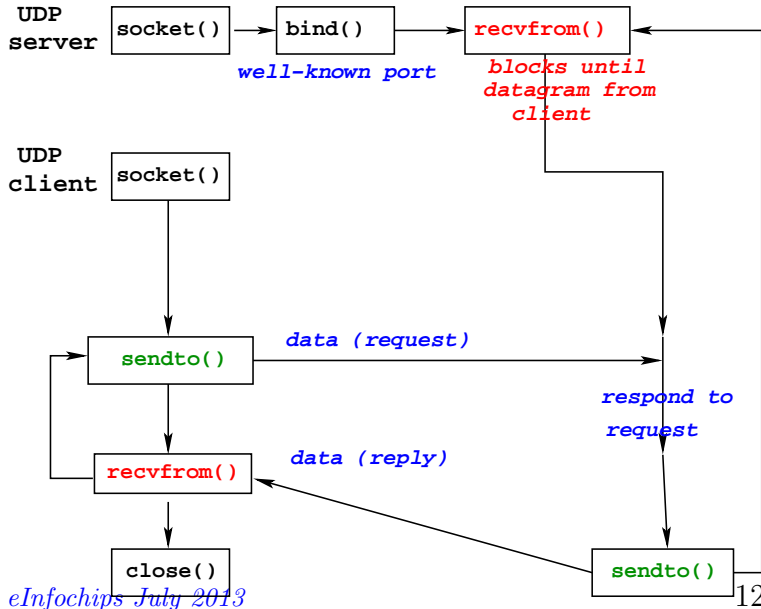 UDP
server
socket()
bind()
recvfrom()
well-known port
blocks until
datagram from
client
UDP
client
socket()
sendto()
data (request)
respond to
request
recvfrom()
data (reply)
close()
sendto()
eInfochips July 2013
12